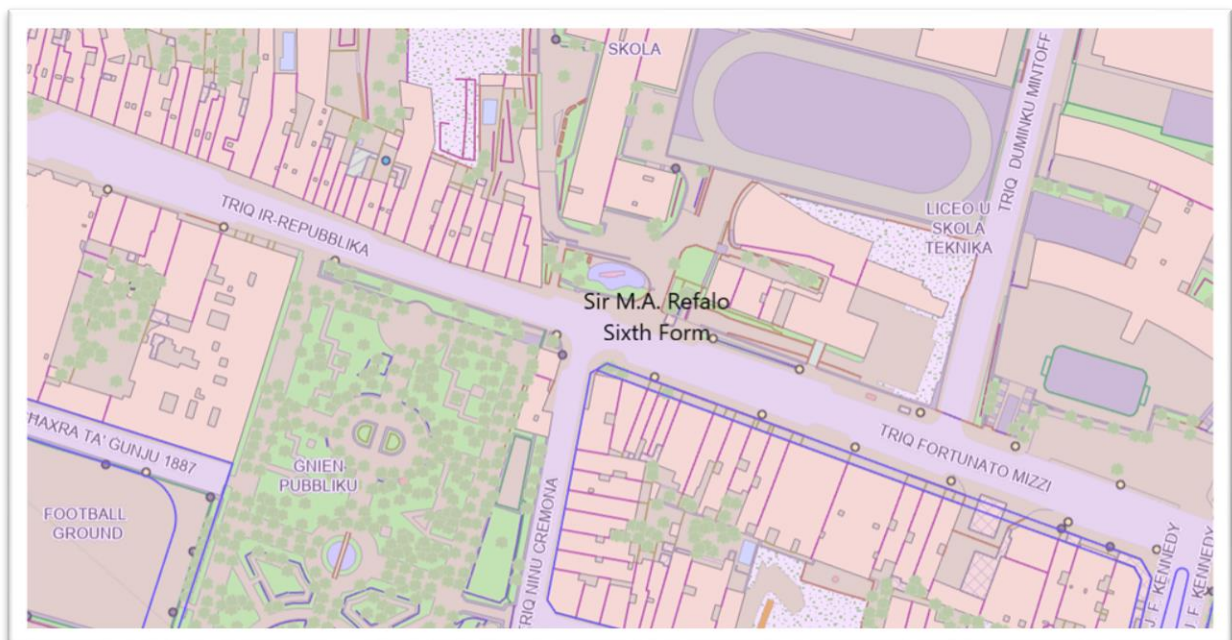 SKOLA
TRIQ DUMINKU MINTOFF
TRIQ IR-REPUBBLIKA
LICEO U
SKOLA
TEKNIKA
Sir M.A. Refalo
Sixth Form
HAXRA TA' GUNJU 1887
GNIEN
PUBBLIKU
FOOTBALL
GROUND
TRIQ NINU CREMONA
TRIQ FORTUNATO MIZZI
J. F. KENNEDY
J. F. KENNEDY